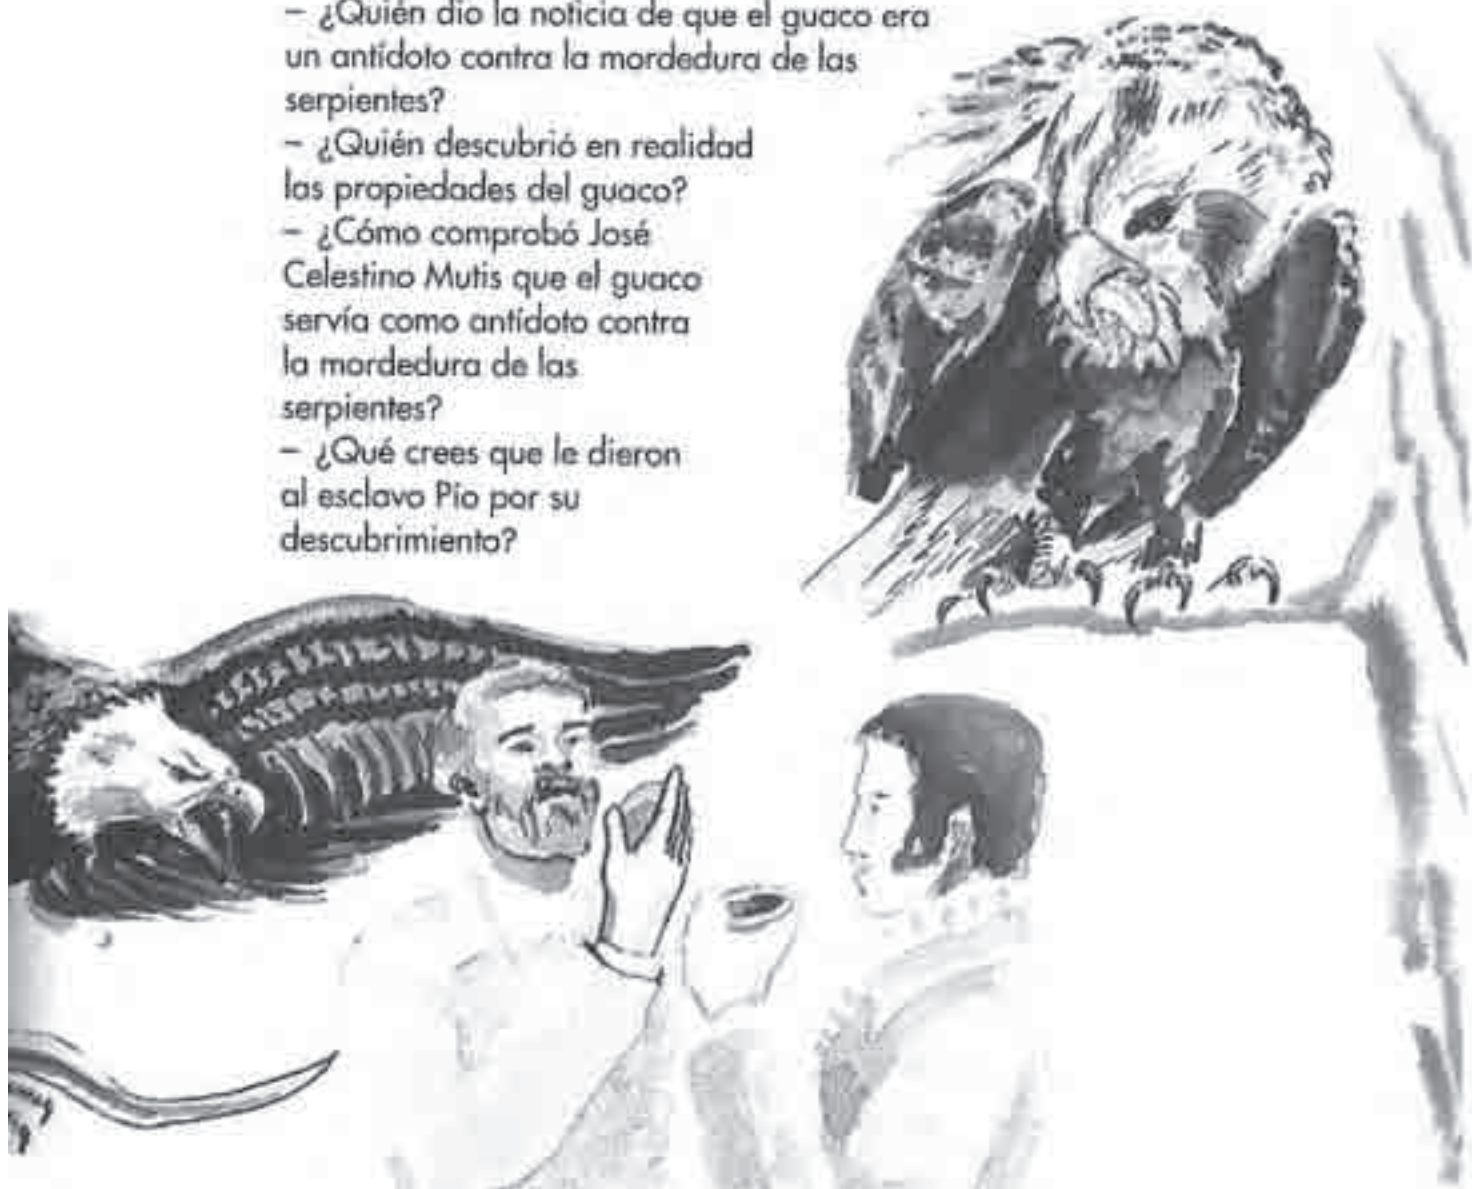 – ¿Quién dio la noticia de que el guaco era
un antídoto contra la mordedura de las
serpientes?
– ¿Quién descubrió en realidad
las propiedades del guaco?
– ¿Cómo comprobó José
Celestino Mutis que el guaco
servía como antídoto contra
la mordedura de las
serpientes?
– ¿Qué crees que le dieron
al esclavo Pío por su
descubrimiento?